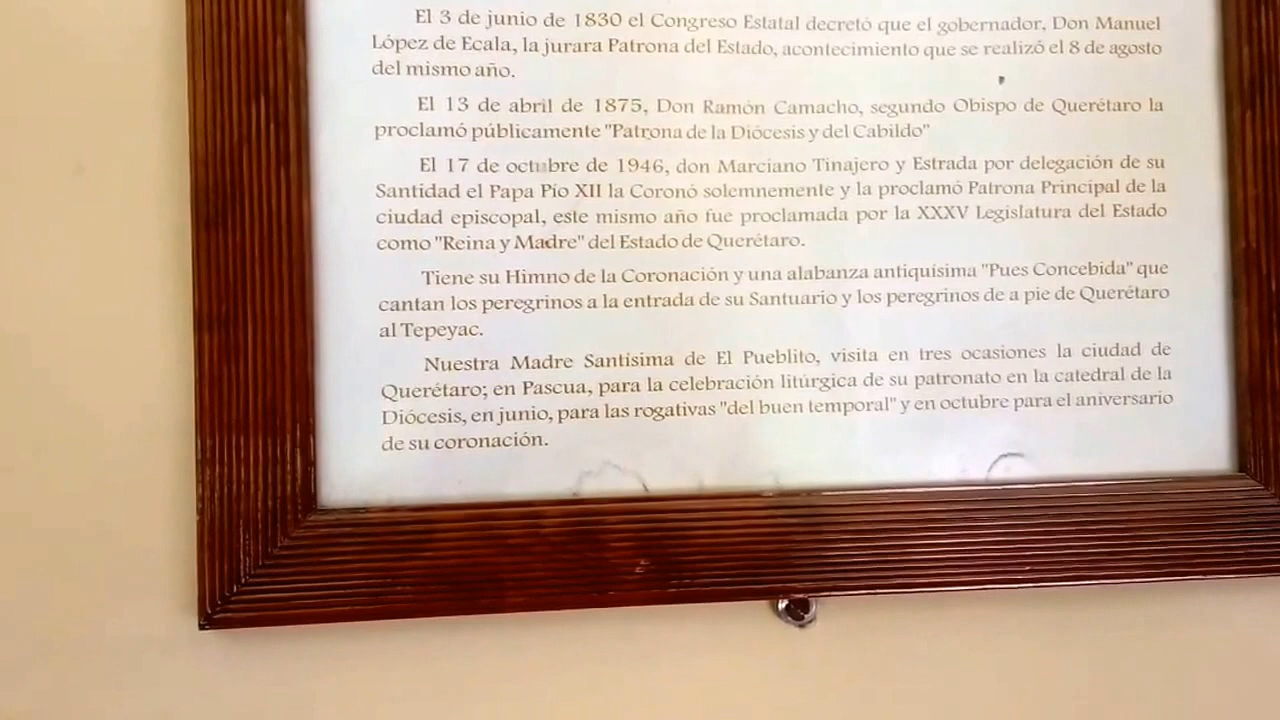 El 3 de junio de 1830 el Congreso Estatal decretó que el gobernador, Don Manuel
López de Ecala, la jurara Patrona del Estado, acontecimiento que se realizó el 8 de agosto
del mismo año.
El 13 de abril de 1875, Don Ramón Camacho, segundo Obispo de Querétaro la
proclamó públicamente "Patrona de la Diócesis y del Cabildo"
El 17 de octubre de 1946, don Marciano Tinajero y Estrada por delegación de su
Santidad el Papa Pío XII la Coronó solemnemente y la proclamó Patrona Principal de la
ciudad episcopal, este mismo año fue proclamada por la XXXV Legislatura del Estado
como "Reina y Madre" del Estado de Querétaro.
Tiene su Himno de la Coronación y una alabanza antiquísima "Pues Concebida" que
cantan los peregrinos a la entrada de su Santuario y los peregrinos de a pie de Querétaro
al Tepeyac.
Nuestra Madre Santísima de El Pueblito, visita en tres ocasiones la ciudad de
Querétaro; en Pascua, para la celebración litúrgica de su patronato en la catedral de la
Diócesis, en junio, para las rogativas "del buen temporal" y en octubre para el aniversario
de su coronación.